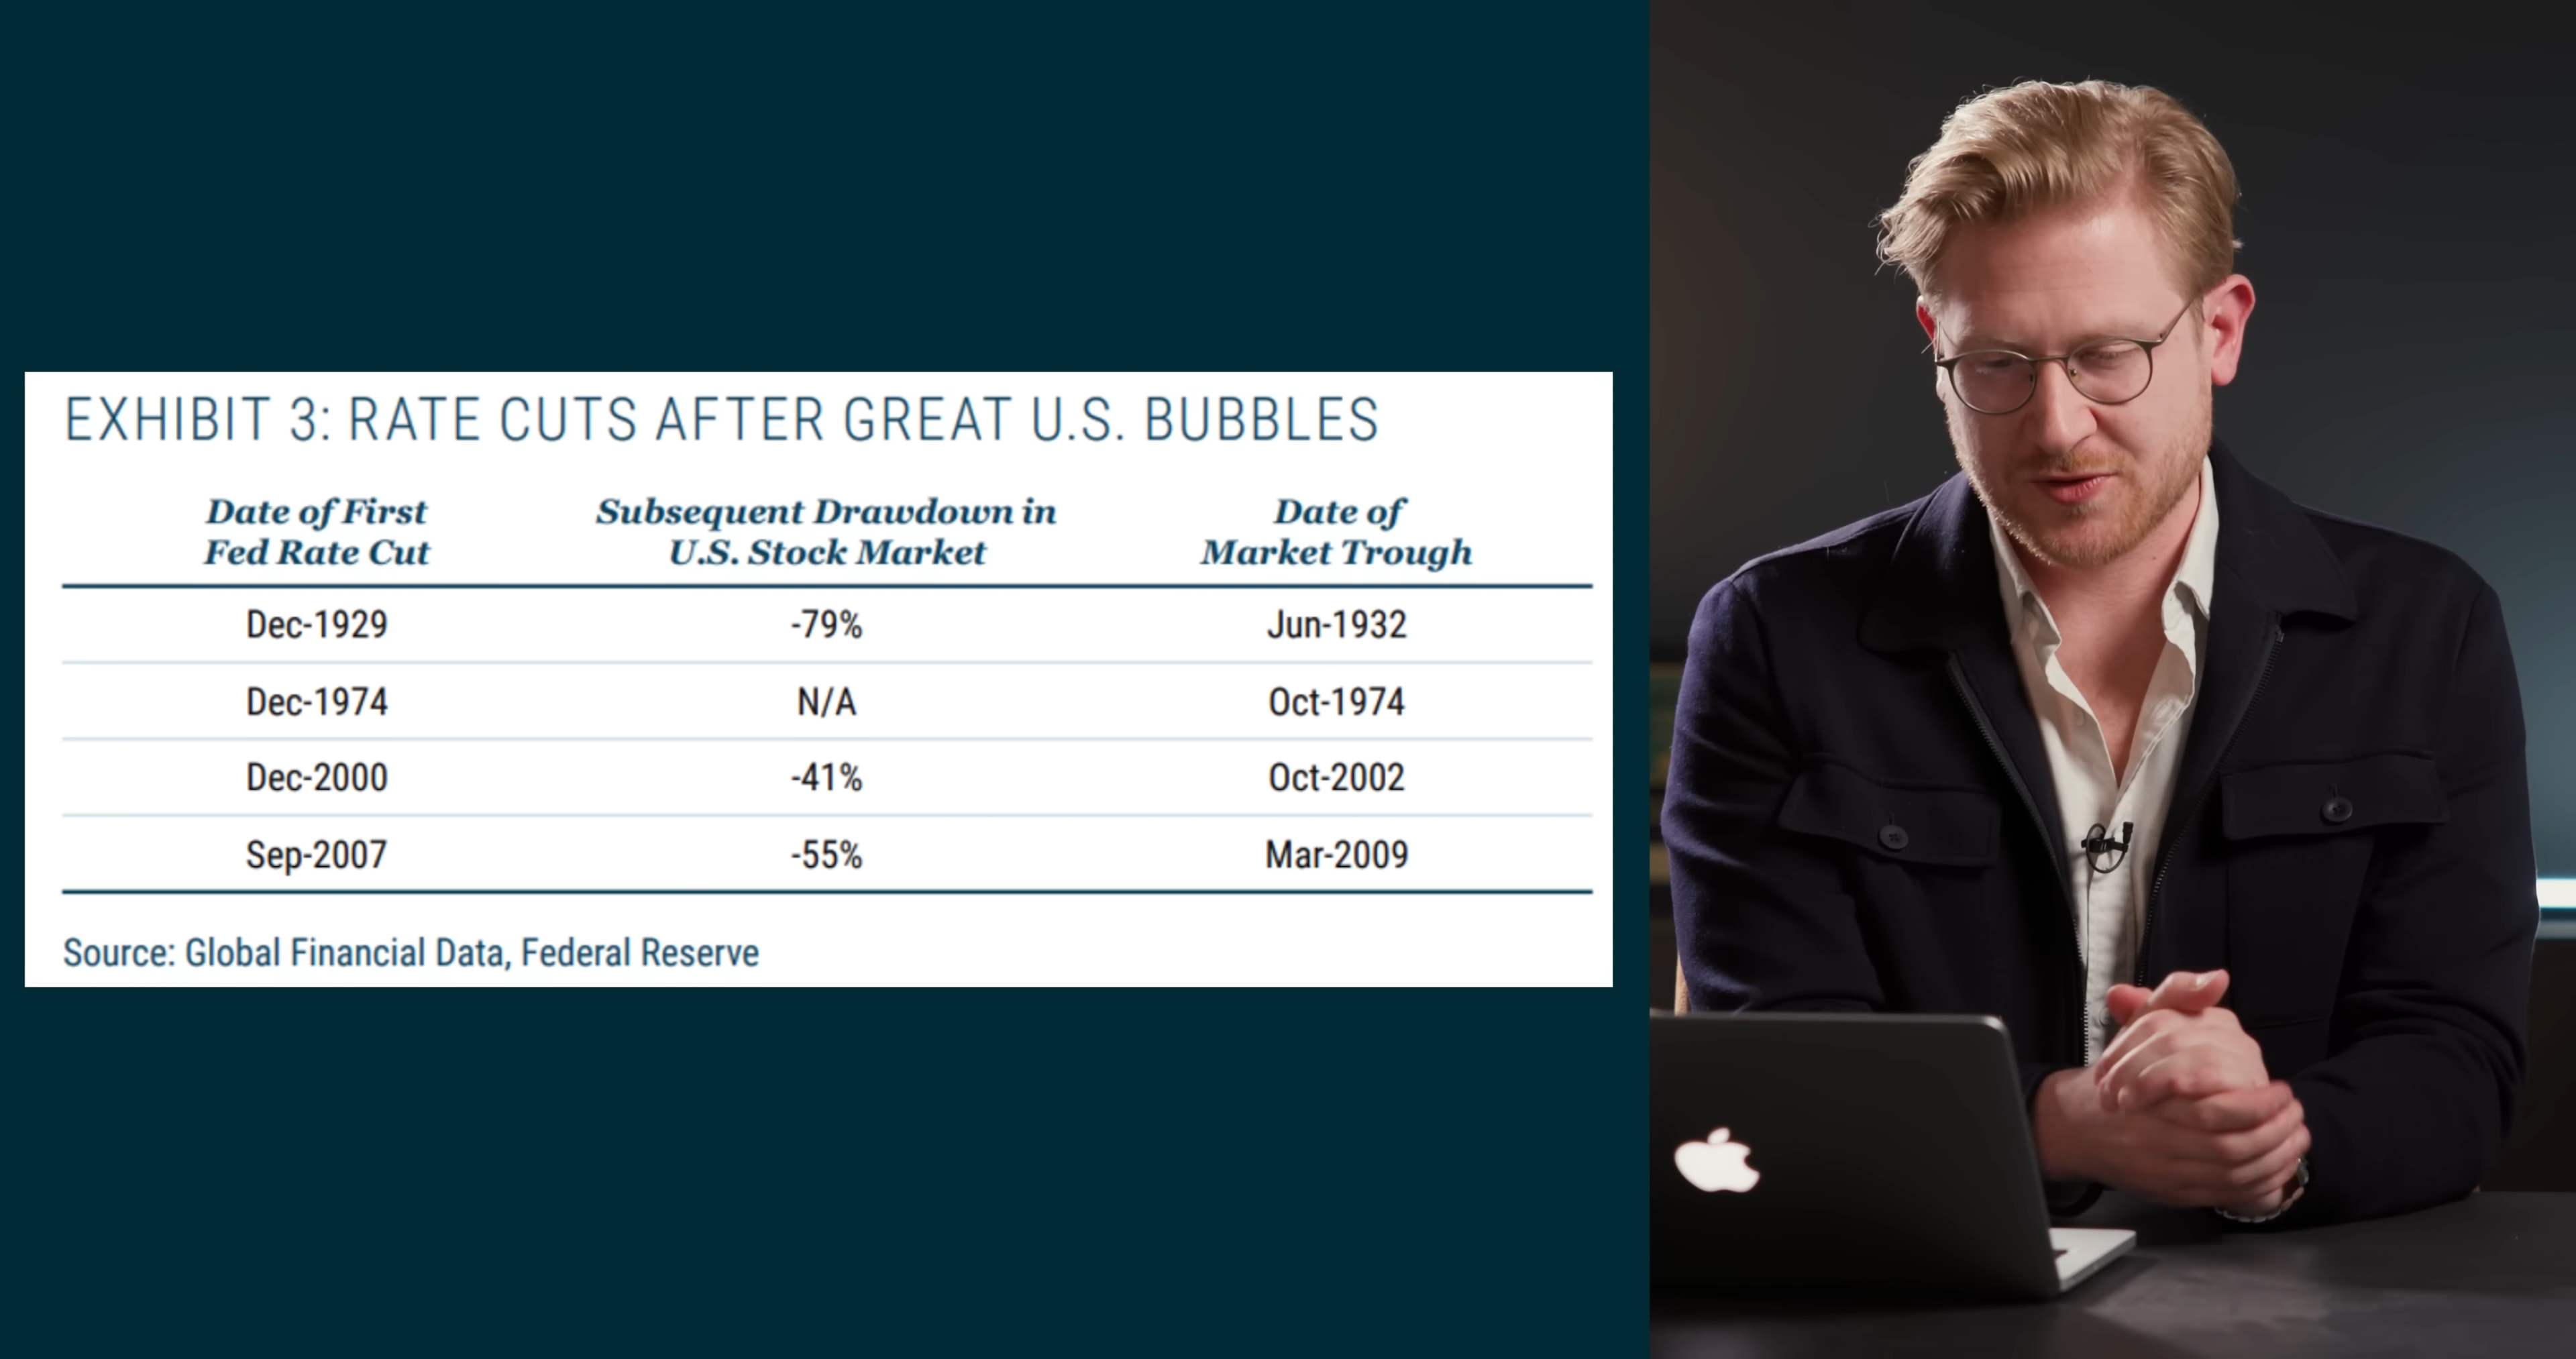 EXHIBIT 3: RATE CUTS AFTER GREAT U.S. BUBBLES
Date of First
Fed Rate Cut
Subsequent Drawdown in
U.S. Stock Market
Date of
Market Trough
Dec-1929 -79% Jun-1932
Dec-1974 N/A Oct-1974
Dec-2000 -41% Oct-2002
Sep-2007 -55% Mar-2009
Source: Global Financial Data, Federal Reserve